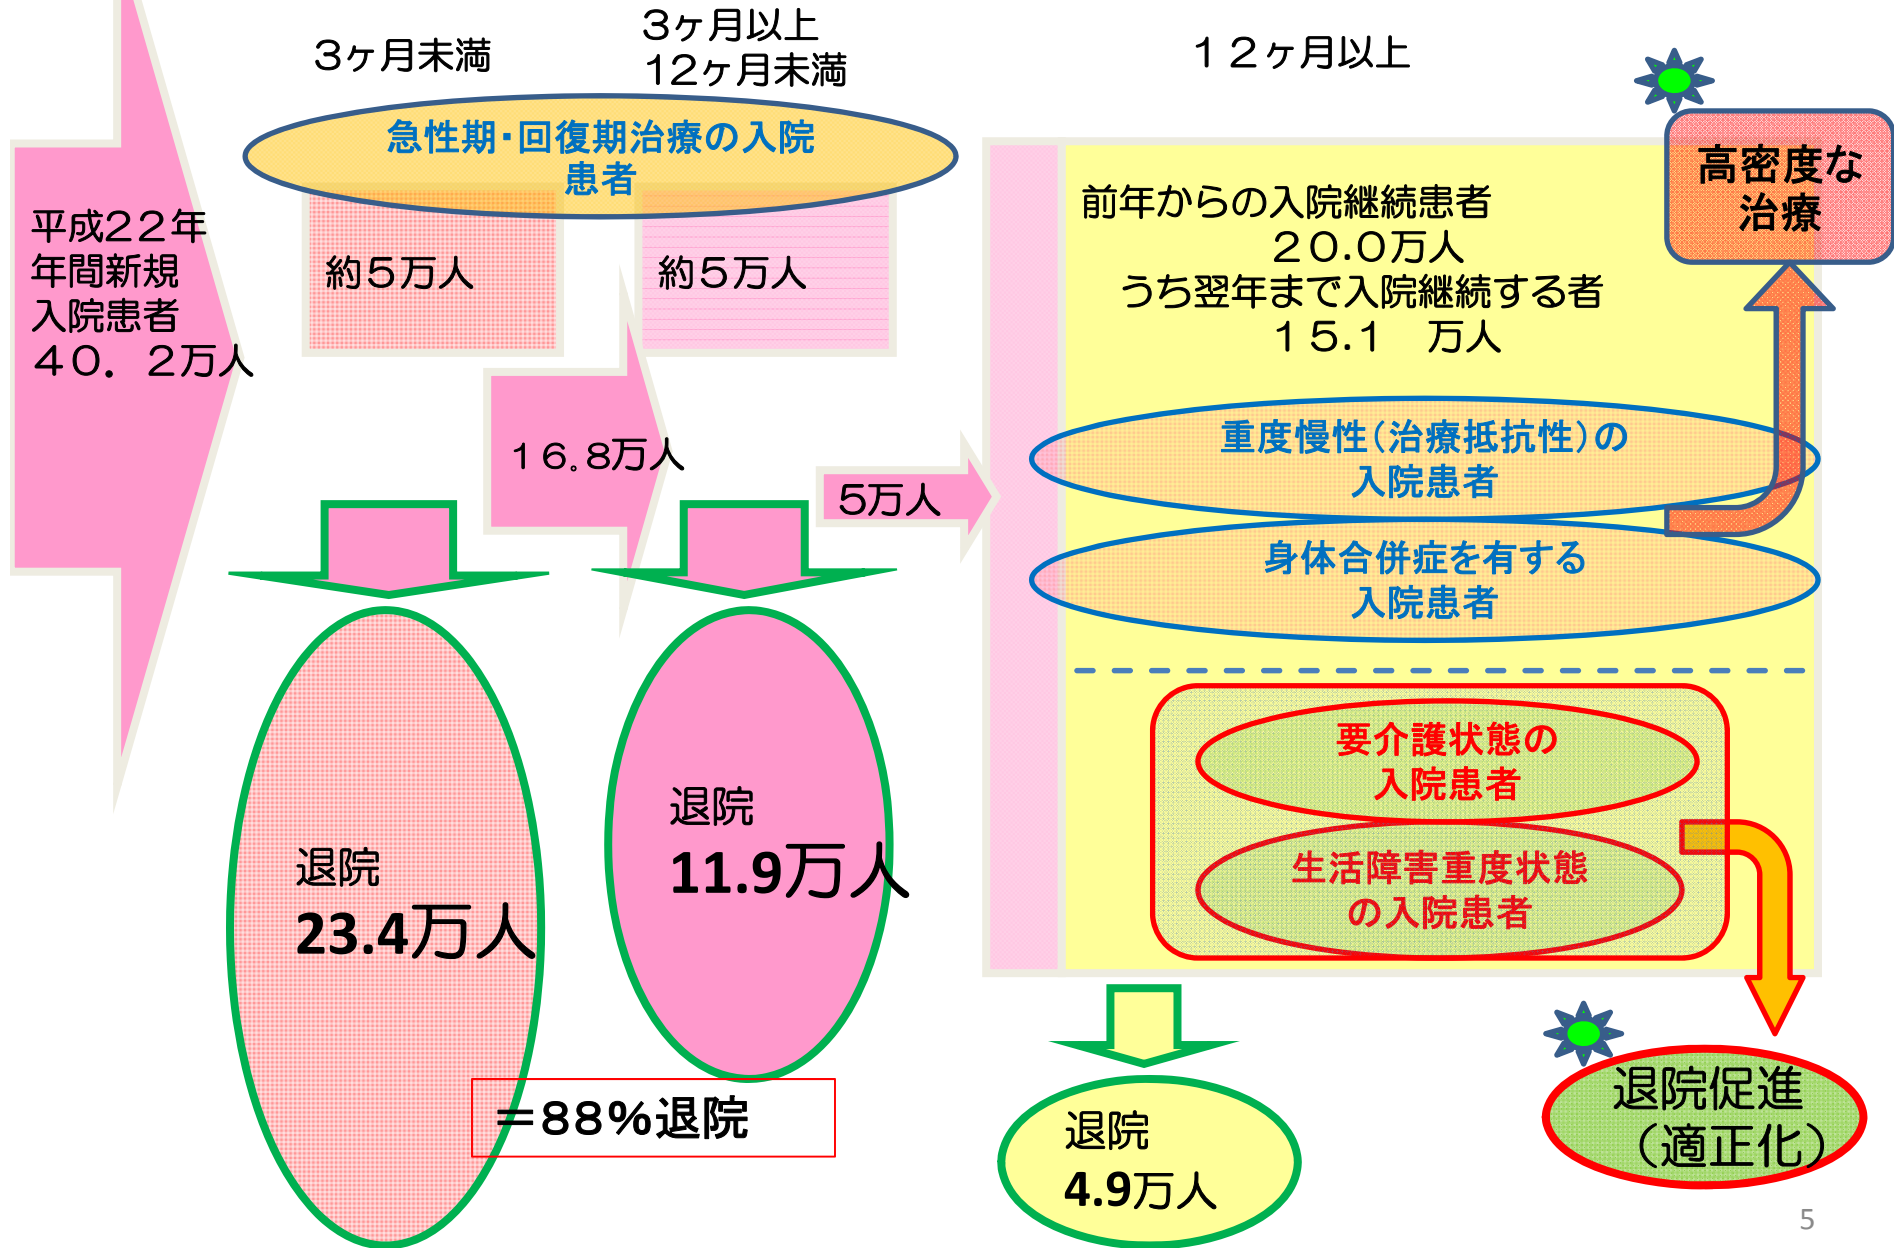 3ヶ月未満
3ヶ月以上
12ヶ月未満
１２ヶ月以上
急性期・回復期治療の入院
患者
高密度な
治療
平成２２年
年間新規
入院患者
４０．２万人
約５万人
約５万人
前年からの入院継続患者
２０.０万人
うち翌年まで入院継続する者
１５.１　万人
１６.８万人
5万人
重度慢性（治療抵抗性）の
入院患者
身体合併症を有する
入院患者
要介護状態の
入院患者
生活障害重度状態
の入院患者
退院
23.4万人
退院
11.9万人
＝88％退院
退院
4.9万人
退院促進
（適正化）
5